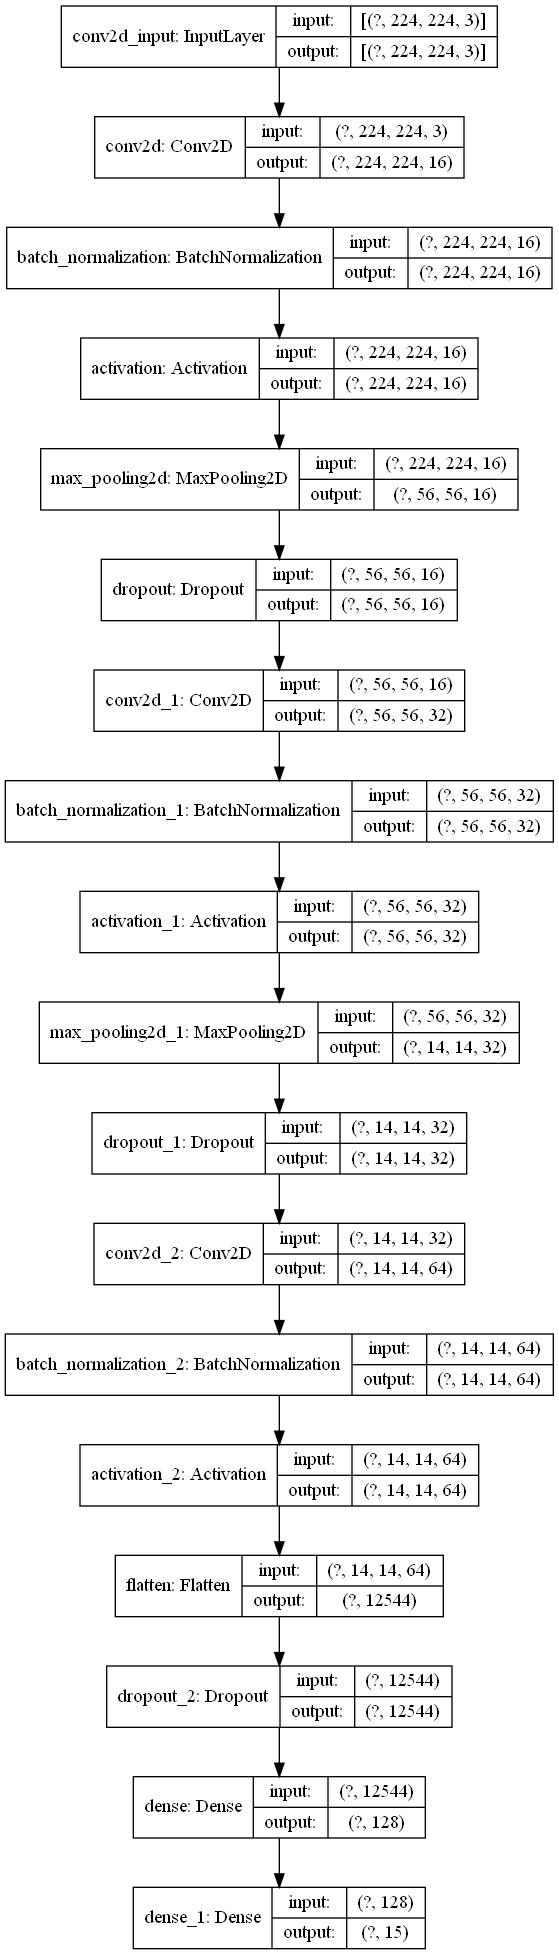 conv2d_input: InputLayer
input: [(?, 224, 224, 3)]
output: [(?, 224, 224, 3)]
conv2d: Conv2D
input: (?, 224, 224, 3)
output: (?, 224, 224, 16)
batch_normalization: BatchNormalization
input: (?, 224, 224, 16)
output: (?, 224, 224, 16)
activation: Activation
input: (?, 224, 224, 16)
output: (?, 224, 224, 16)
max_pooling2d: MaxPooling2D
input: (?, 224, 224, 16)
output: (?, 56, 56, 16)
dropout: Dropout
input: (?, 56, 56, 16)
output: (?, 56, 56, 16)
conv2d_1: Conv2D
input: (?, 56, 56, 16)
output: (?, 56, 56, 32)
batch_normalization_1: BatchNormalization
input: (?, 56, 56, 32)
output: (?, 56, 56, 32)
activation_1: Activation
input: (?, 56, 56, 32)
output: (?, 56, 56, 32)
max_pooling2d_1: MaxPooling2D
input: (?, 56, 56, 32)
output: (?, 14, 14, 32)
dropout_1: Dropout
input: (?, 14, 14, 32)
output: (?, 14, 14, 32)
conv2d_2: Conv2D
input: (?, 14, 14, 32)
output: (?, 14, 14, 64)
batch_normalization_2: BatchNormalization
input: (?, 14, 14, 64)
output: (?, 14, 14, 64)
activation_2: Activation
input: (?, 14, 14, 64)
output: (?, 14, 14, 64)
flatten: Flatten
input: (?, 14, 14, 64)
output: (?, 12544)
dropout_2: Dropout
input: (?, 12544)
output: (?, 12544)
dense: Dense
input: (?, 12544)
output: (?, 128)
dense_1: Dense
input: (?, 128)
output: (?, 15)